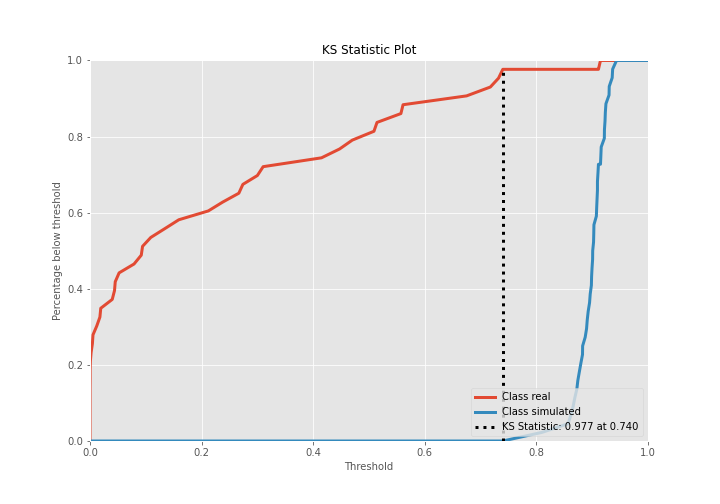 KS Statistic Plot
1.0
0.8
0.6
0.4
0.2
0.0
Percentage below threshold
0.0 0.2 0.4 0.6 0.8 1.0
Threshold
Class real
Class simulated
KS Statistic: 0.977 at 0.740